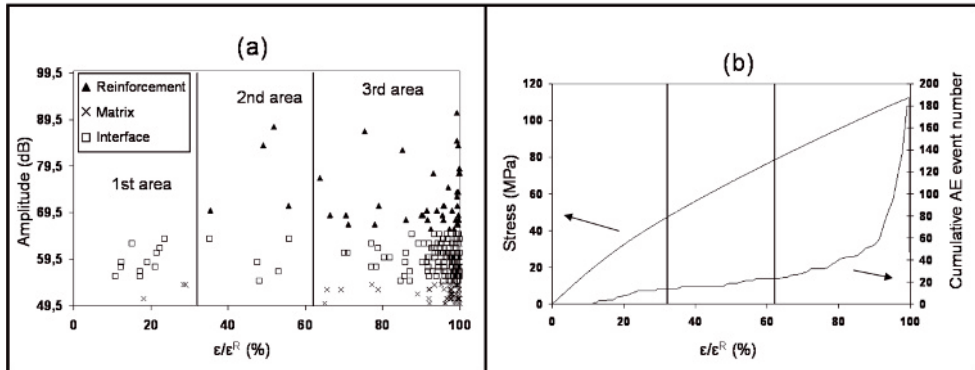 (a)
99,5
89,5
79,5
69,5
59,5
49,5
Amplitude (dB)
Reinforcement
Matrix
Interface
1st area
2nd area
3rd area
0
20
40
60
80
100
ε/εᴿ (%)
(b)
120
100
80
60
40
20
0
Stress (MPa)
200
180
160
140
120
100
80
60
40
20
0
Cumulative AE event number
0
20
40
60
80
100
ε/εᴿ (%)